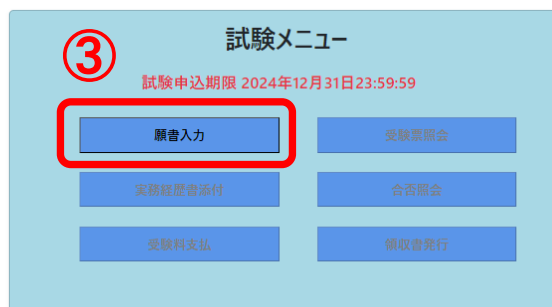 試験メニュー
③
試験申込期限 2024年12月31日23:59:59
願書入力
受験票照会
実務経歴書添付
合否照会
受験料支払
領収書発行